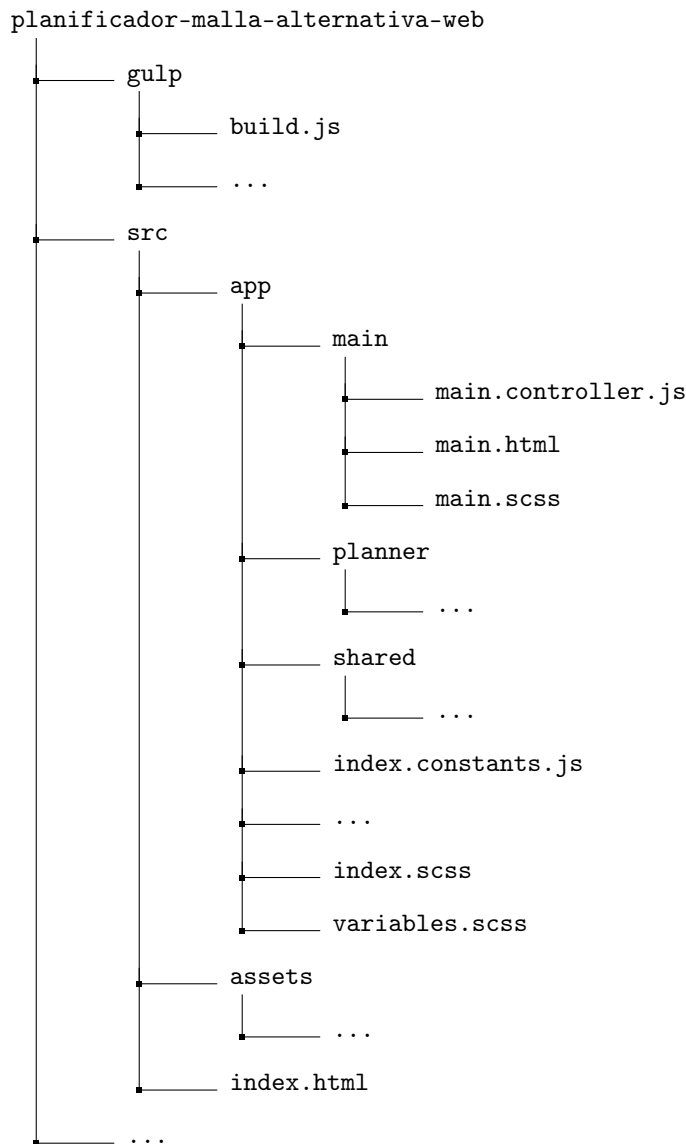 planificador-malla-alternativa-web
gulp
build.js
...
src
app
main
main.controller.js
main.html
main.scss
planner
...
shared
...
index.constants.js
...
index.scss
variables.scss
assets
...
index.html
...